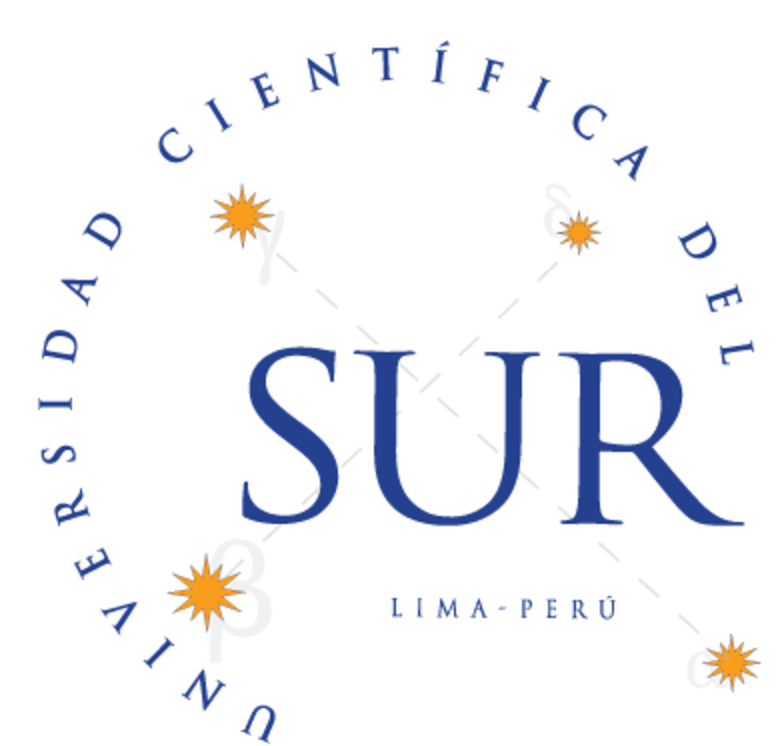 UNIVERSIDAD CIENTÍFICA DEL
γ
δ
SUR
β
LIMA-PERÚ
α